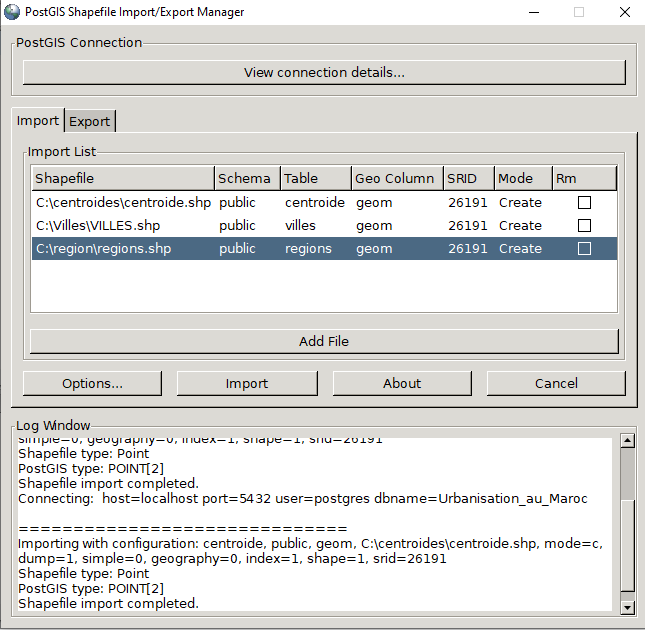 PostGIS Shapefile Import/Export Manager
PostGIS Connection
View connection details...
Import Export
Import List
Shapefile Schema Table Geo Column SRID Mode Rm
C:\centroides\centroide.shp public centroide geom 26191 Create
C:\Villes\VILLES.shp public villes geom 26191 Create
C:\region\regions.shp public regions geom 26191 Create
Add File
Options... Import About Cancel
Log Window
simple=0, geography=0, index=1, shape=1, srid=26191
Shapefile type: Point
PostGIS type: POINT[2]
Shapefile import completed.
Connecting:  host=localhost port=5432 user=postgres dbname=Urbanisation_au_Maroc
==============================
Importing with configuration: centroide, public, geom, C:\centroides\centroide.shp, mode=c,
dump=1, simple=0, geography=0, index=1, shape=1, srid=26191
Shapefile type: Point
PostGIS type: POINT[2]
Shapefile import completed.